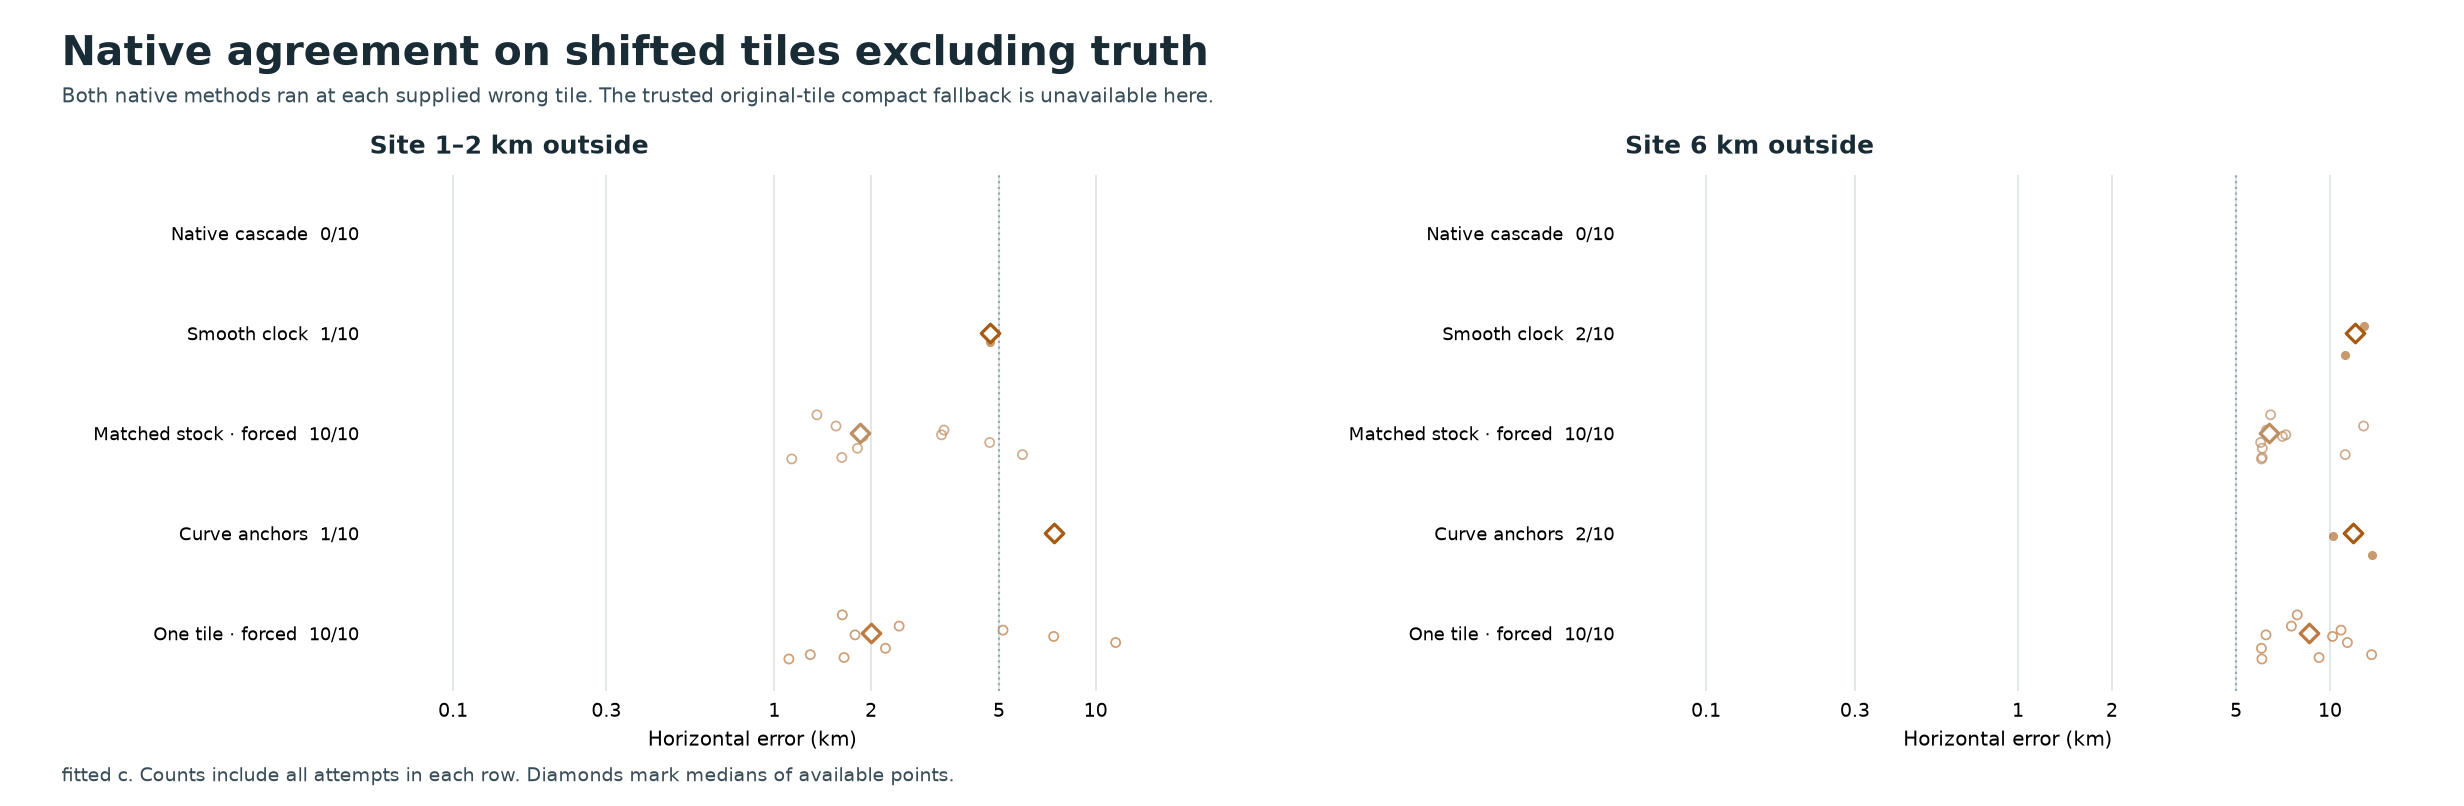 Native agreement on shifted tiles excluding truth
Both native methods ran at each supplied wrong tile. The trusted original-tile compact fallback is unavailable here.
Site 1–2 km outside
Native cascade 0/10
Smooth clock 1/10
Matched stock · forced 10/10
Curve anchors 1/10
One tile · forced 10/10
0.1 0.3 1 2 5 10
Horizontal error (km)
Site 6 km outside
Native cascade 0/10
Smooth clock 2/10
Matched stock · forced 10/10
Curve anchors 2/10
One tile · forced 10/10
0.1 0.3 1 2 5 10
Horizontal error (km)
fitted c. Counts include all attempts in each row. Diamonds mark medians of available points.